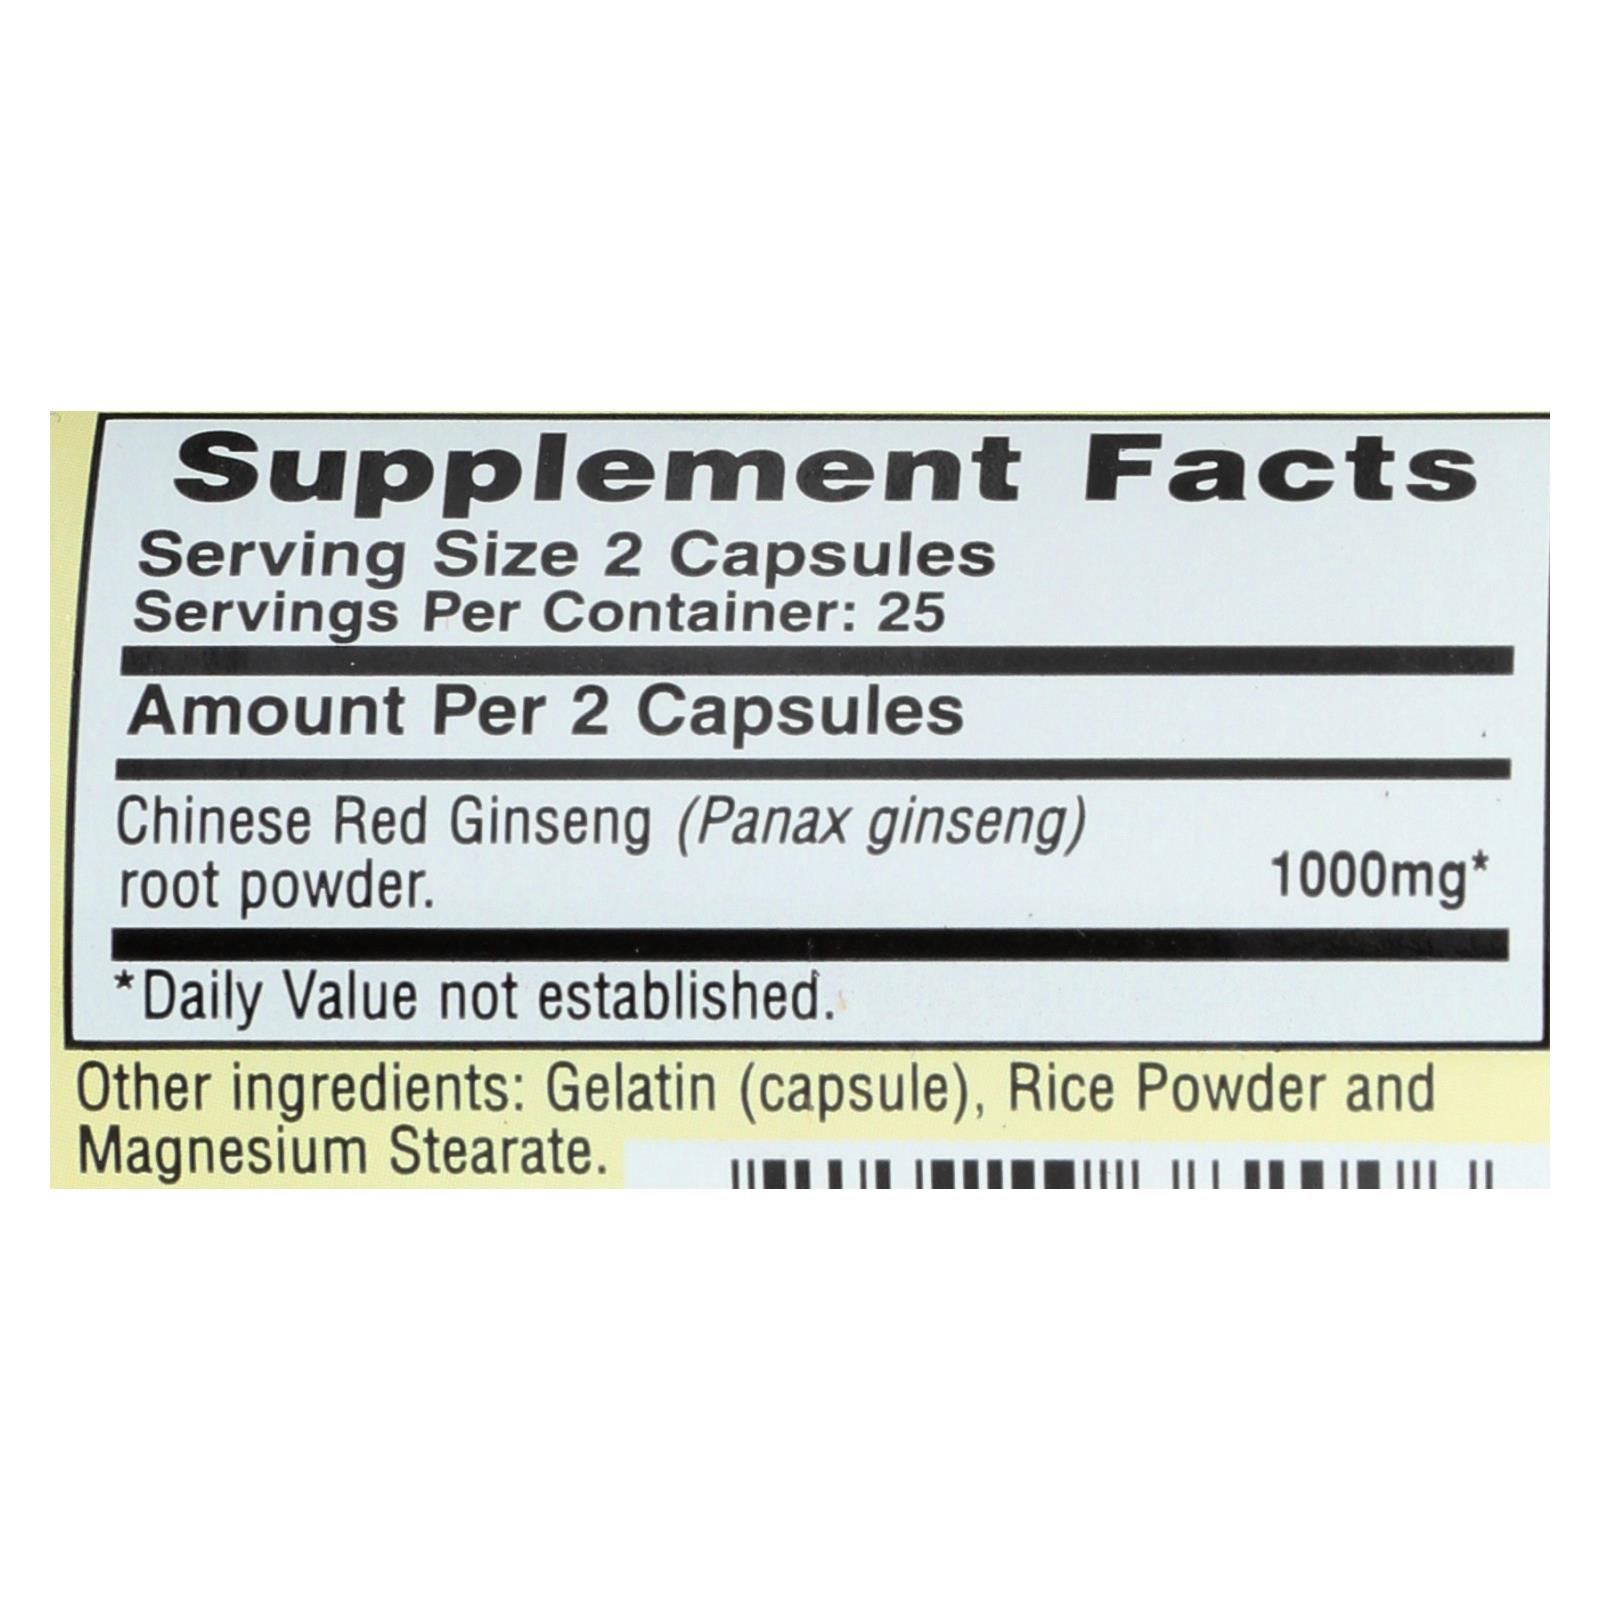 Supplement Facts
Serving Size 2 Capsules
Servings Per Container: 25
Amount Per 2 Capsules
Chinese Red Ginseng (Panax ginseng)
root powder. 1000mg*
*Daily Value not established.
Other ingredients: Gelatin (capsule), Rice Powder and
Magnesium Stearate.